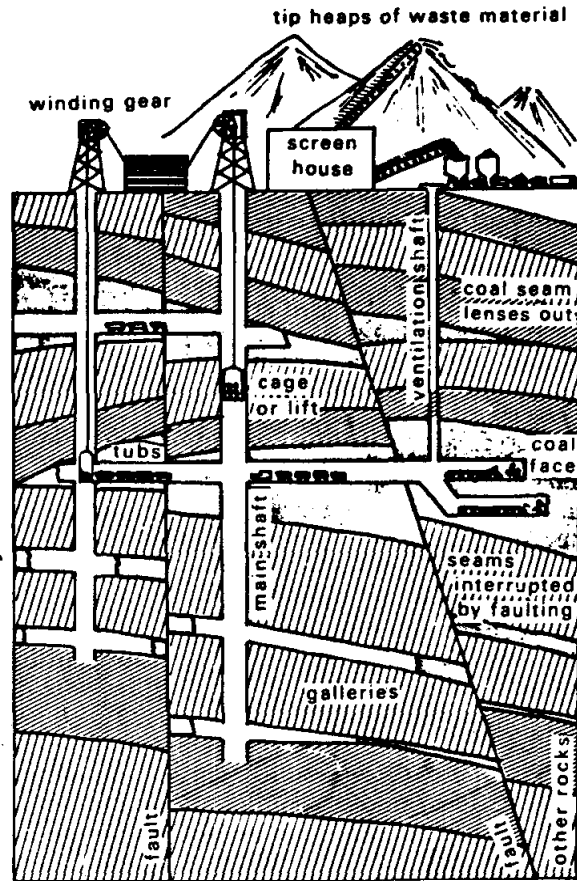 tip heaps of waste material
winding gear
screen
house
ventilation shaft
coal seam
lenses out
cage
or lift
tubs
coal
face
main shaft
seams
interrupted
by faulting
galleries
fault
fault
other rocks